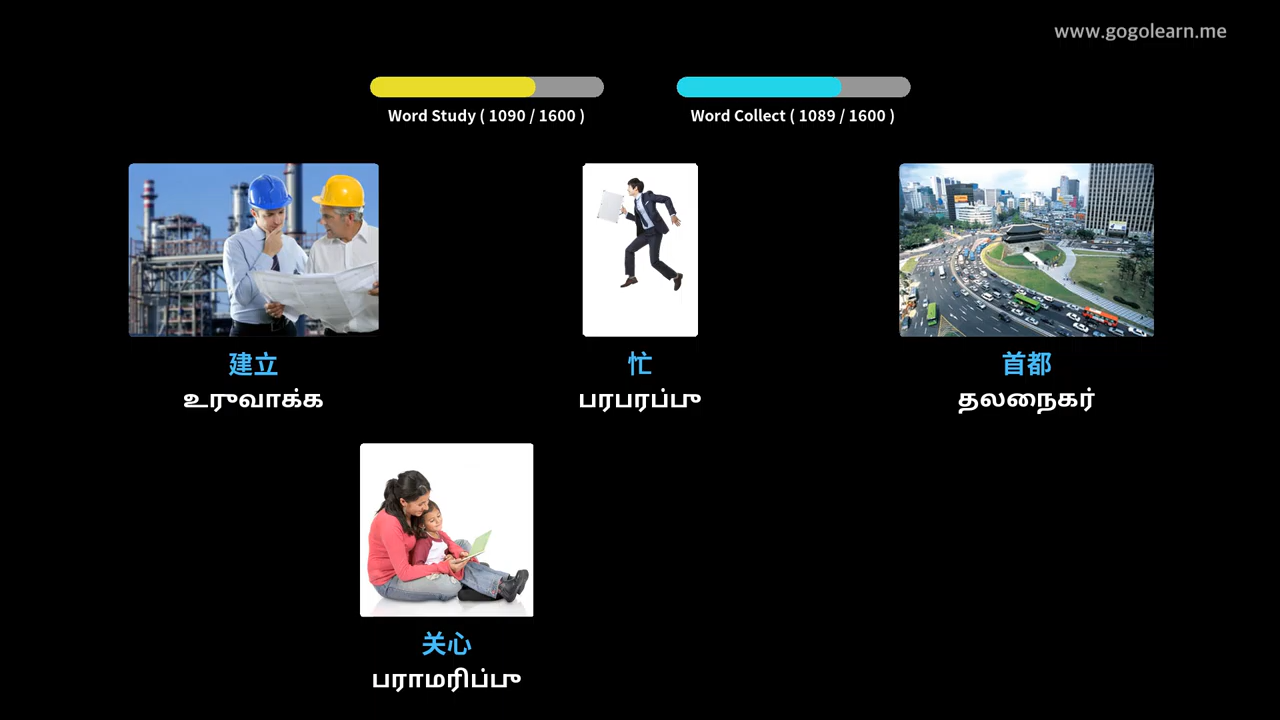 www.gogolearn.me
Word Study ( 1090 / 1600 )
Word Collect ( 1089 / 1600 )
建立
உருவாக்க
忙
பரபரப்பு
首都
தலைநகர்
关心
பராமரிப்பு